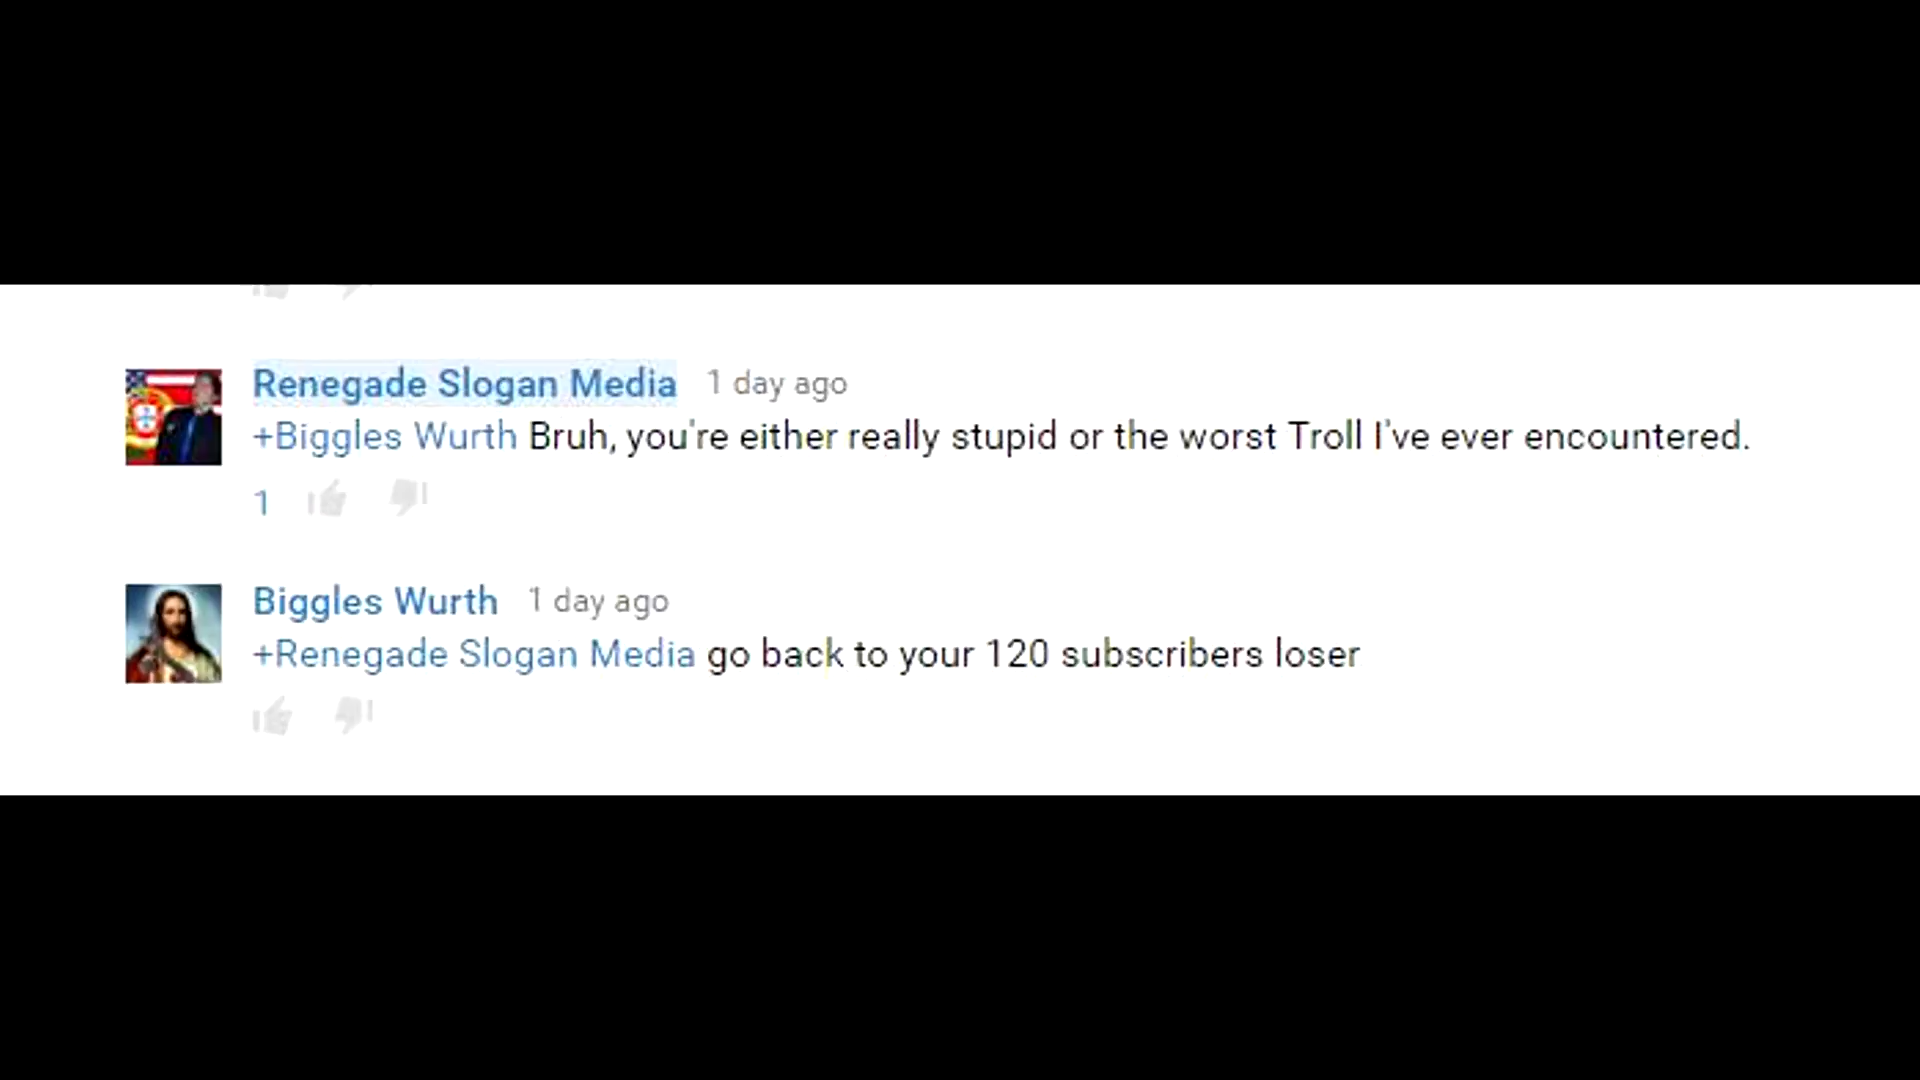 Renegade Slogan Media 1 day ago
+Biggles Wurth Bruh, you're either really stupid or the worst Troll I've ever encountered.
1
Biggles Wurth 1 day ago
+Renegade Slogan Media go back to your 120 subscribers loser